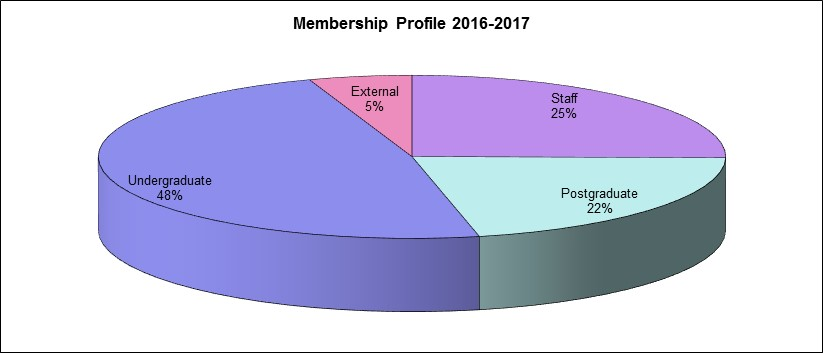 Membership Profile 2016-2017
External
5%
Staff
25%
Undergraduate
48%
Postgraduate
22%